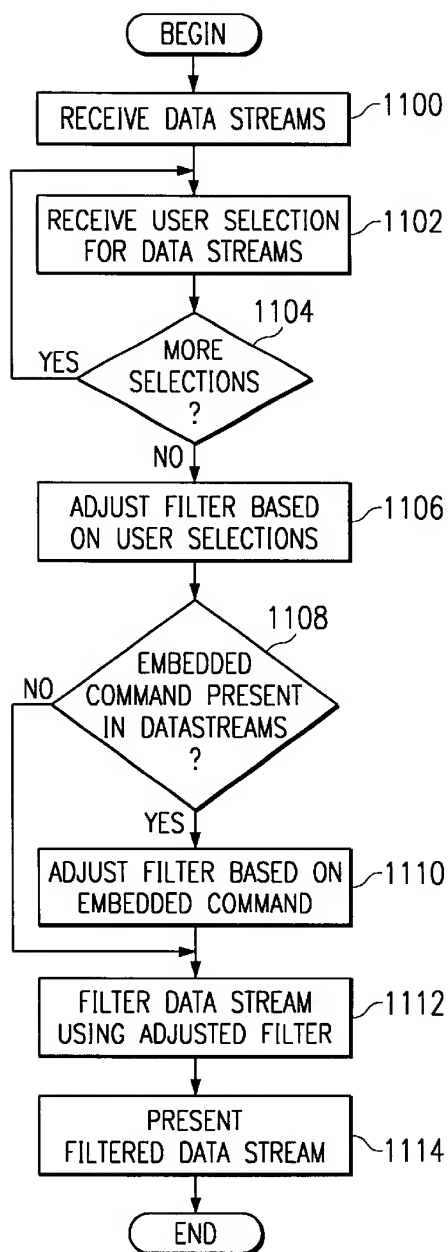 BEGIN
RECEIVE DATA STREAMS
1100
RECEIVE USER SELECTION
FOR DATA STREAMS
1102
1104
YES
MORE
SELECTIONS
?
NO
ADJUST FILTER BASED
ON USER SELECTIONS
1106
1108
NO
EMBEDDED
COMMAND PRESENT
IN DATASTREAMS
?
YES
ADJUST FILTER BASED ON
EMBEDDED COMMAND
1110
FILTER DATA STREAM
USING ADJUSTED FILTER
1112
PRESENT
FILTERED DATA STREAM
1114
END